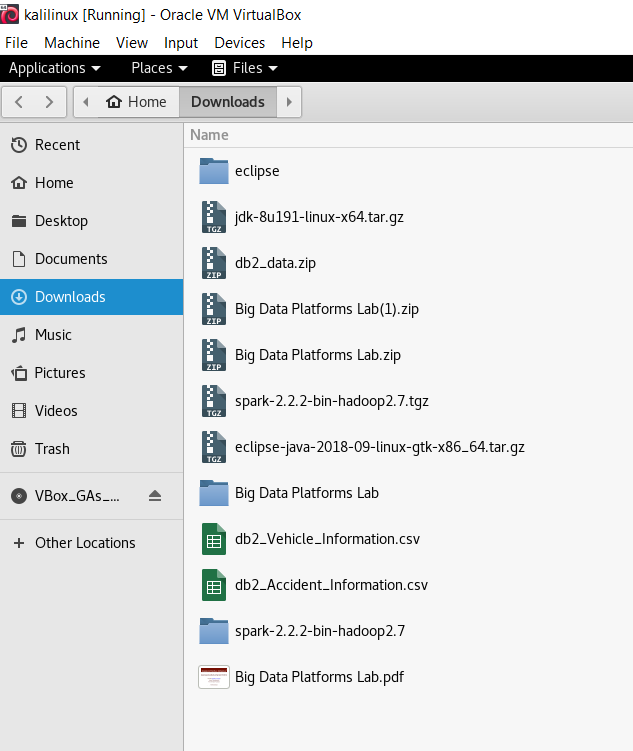 kalilinux [Running] - Oracle VM VirtualBox
File Machine View Input Devices Help
Applications Places Files
Home Downloads
Name
Recent
Home
Desktop
Documents
Downloads
Music
Pictures
Videos
Trash
VBox_GAs_...
Other Locations
eclipse
TGZ jdk-8u191-linux-x64.tar.gz
ZIP db2_data.zip
ZIP Big Data Platforms Lab(1).zip
ZIP Big Data Platforms Lab.zip
TGZ spark-2.2.2-bin-hadoop2.7.tgz
TGZ eclipse-java-2018-09-linux-gtk-x86_64.tar.gz
Big Data Platforms Lab
db2_Vehicle_Information.csv
db2_Accident_Information.csv
spark-2.2.2-bin-hadoop2.7
Big Data Platforms Lab.pdf